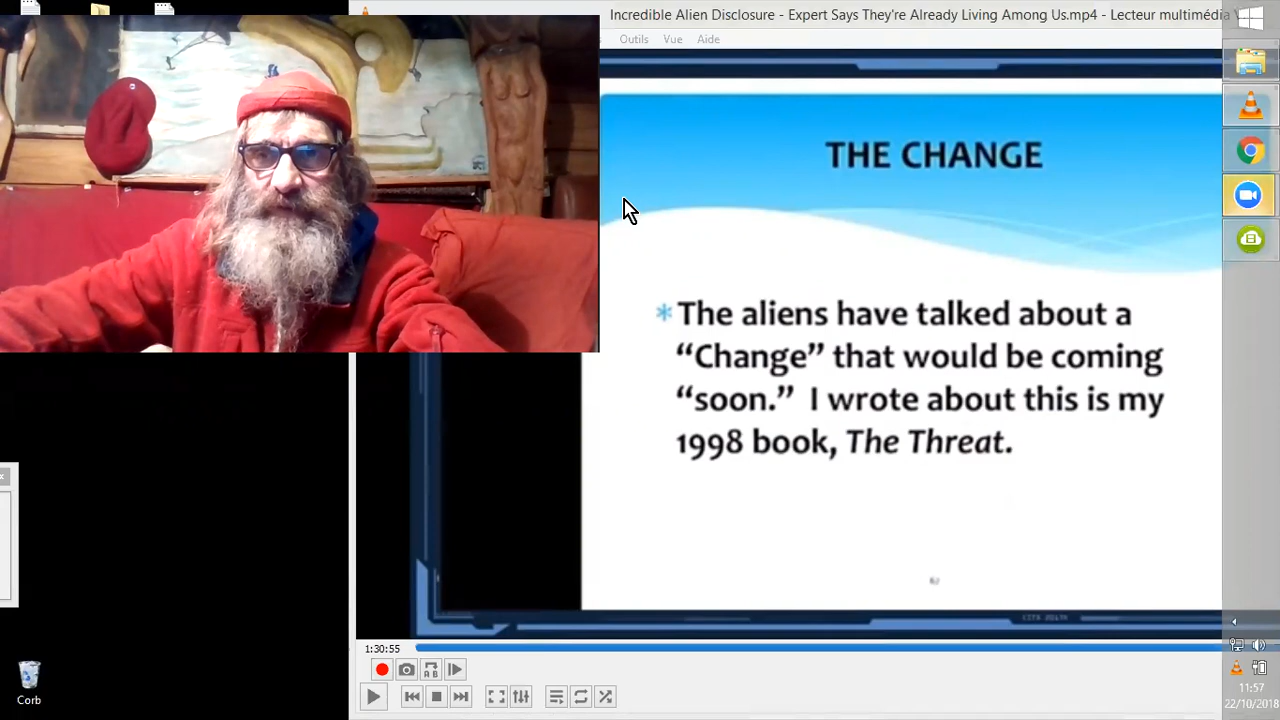 Incredible Alien Disclosure - Expert Says They're Already Living Among Us.mp4 - Lecteur multimédia
Outils Vue Aide
THE CHANGE
* The aliens have talked about a
“Change” that would be coming
“soon.” I wrote about this is my
1998 book, The Threat.
1:30:55
Corb
11:57
22/10/2018